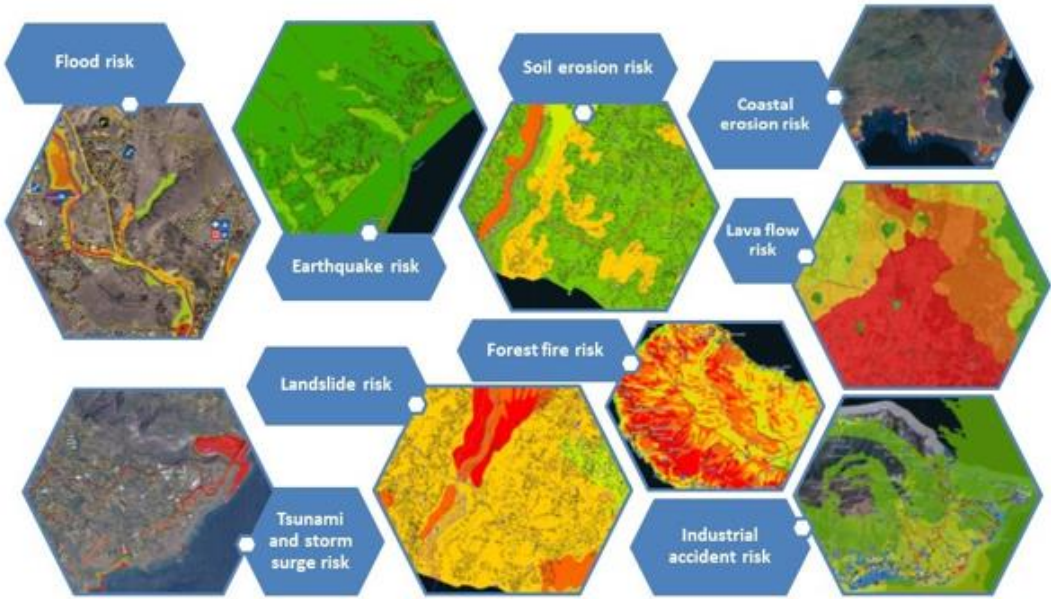 Flood risk
Soil erosion risk
Coastal
erosion risk
Earthquake risk
Lava flow
risk
Forest fire risk
Landslide risk
Tsunami
and storm
surge risk
Industrial
accident risk